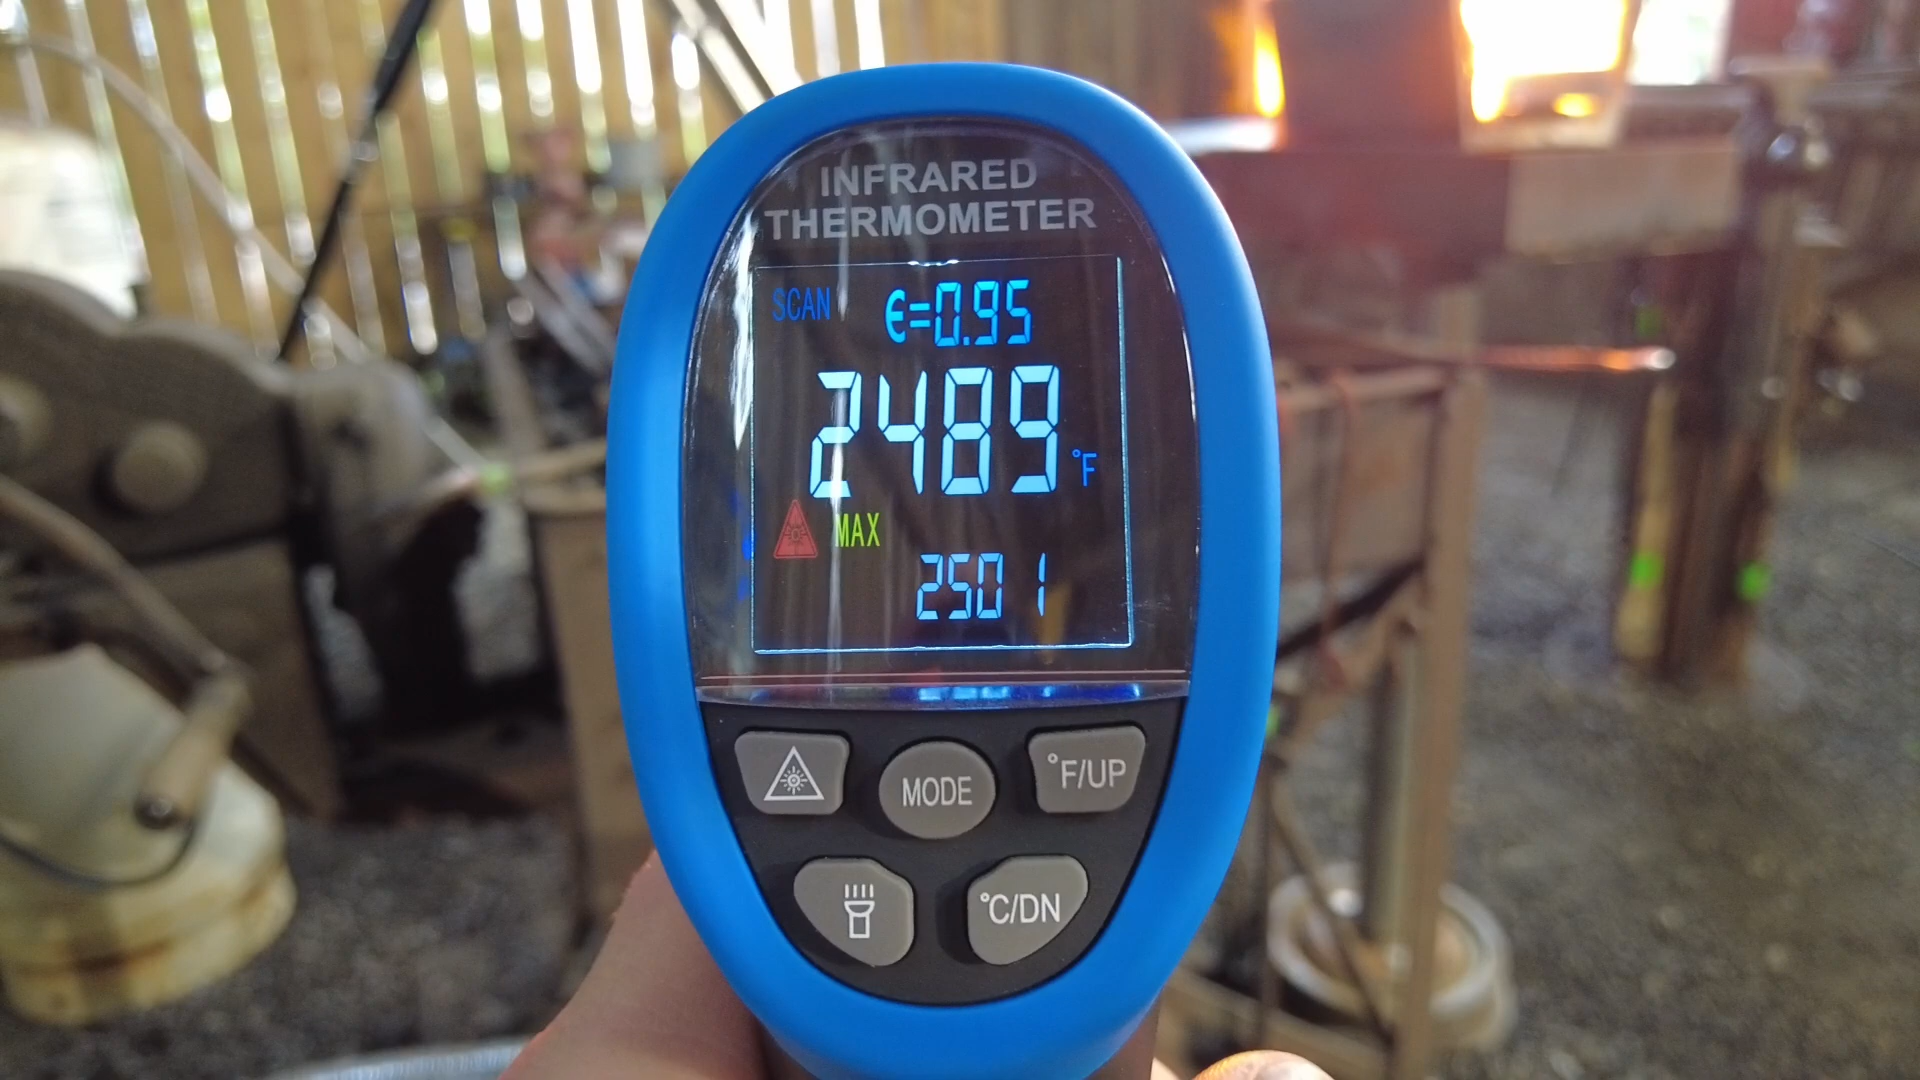 INFRARED
THERMOMETER
SCAN ϵ=0.95
2489 °F
MAX
2501
MODE
°F/UP
°C/DN